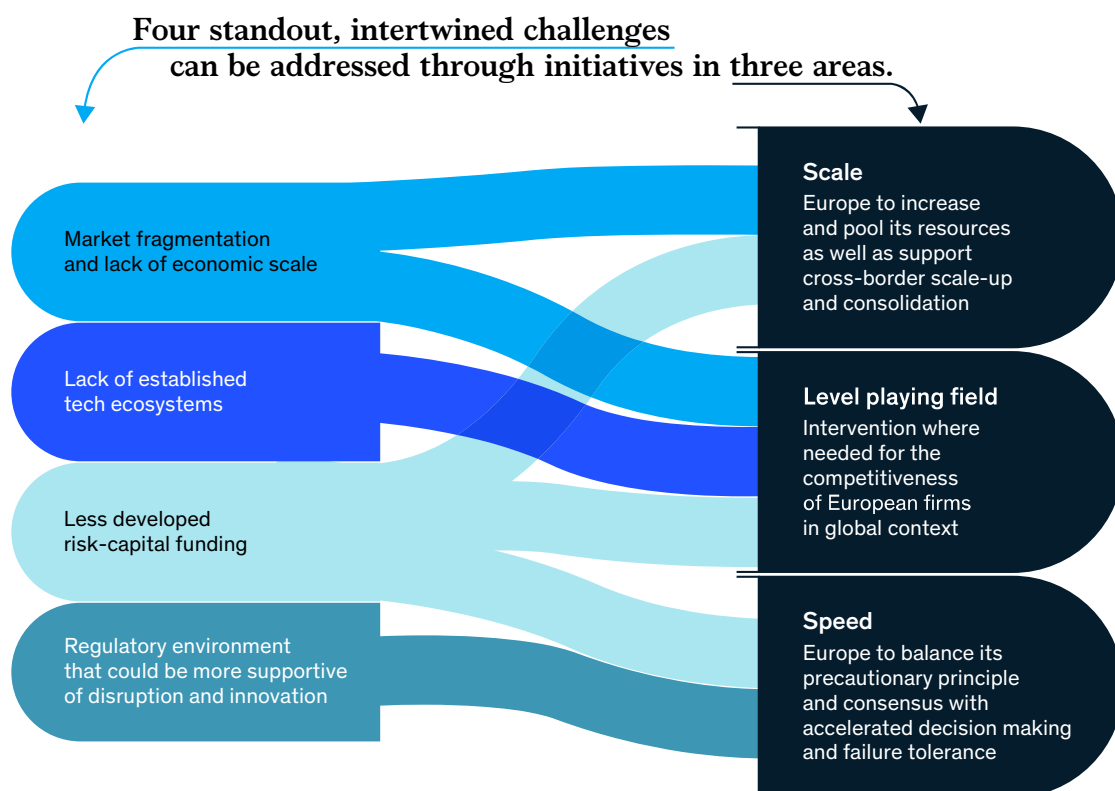 Four standout, intertwined challenges
can be addressed through initiatives in three areas.
Market fragmentation
and lack of economic scale
Lack of established
tech ecosystems
Less developed
risk-capital funding
Regulatory environment
that could be more supportive
of disruption and innovation
Scale
Europe to increase
and pool its resources
as well as support
cross-border scale-up
and consolidation
Level playing field
Intervention where
needed for the
competitiveness
of European firms
in global context
Speed
Europe to balance its
precautionary principle
and consensus with
accelerated decision making
and failure tolerance